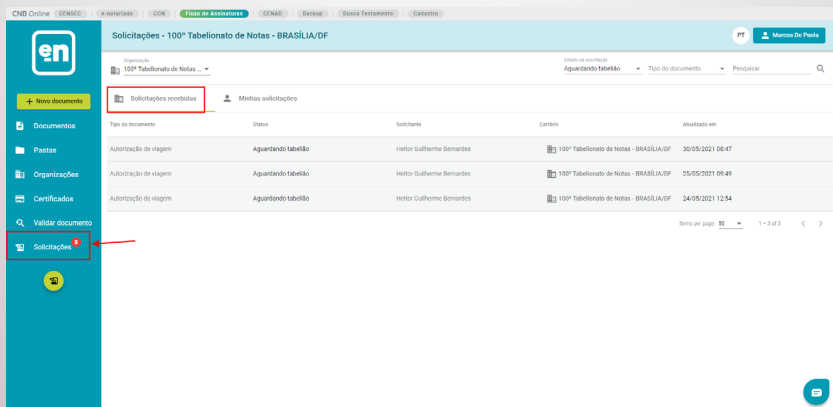 CNB Online CENSEC e-notariado CCN Fluxo de Assinaturas CENAD Backup Busca Testamento Cadastro
en
Solicitações - 100º Tabelionato de Notas - BRASÍLIA/DF
PT Marcos De Paola
Organização
100º Tabelionato de Notas ...
Estado da solicitação
Aguardando tabelião Tipo do documento Pesquisar
+ Novo documento
Solicitações recebidas Minhas solicitações
Documentos
Pastas
Organizações
Certificados
Validar documento
Solicitações 3
Tipo do documento Status Solicitante Cartório Atualizado em
Autorização de viagem Aguardando tabelião Heitor Guilherme Bernardes 100º Tabelionato de Notas - BRASÍLIA/DF 30/05/2021 08:47
Autorização de viagem Aguardando tabelião Heitor Guilherme Bernardes 100º Tabelionato de Notas - BRASÍLIA/DF 25/05/2021 09:49
Autorização de viagem Aguardando tabelião Heitor Guilherme Bernardes 100º Tabelionato de Notas - BRASÍLIA/DF 24/05/2021 12:54
Items per page: 50 1 – 3 of 3